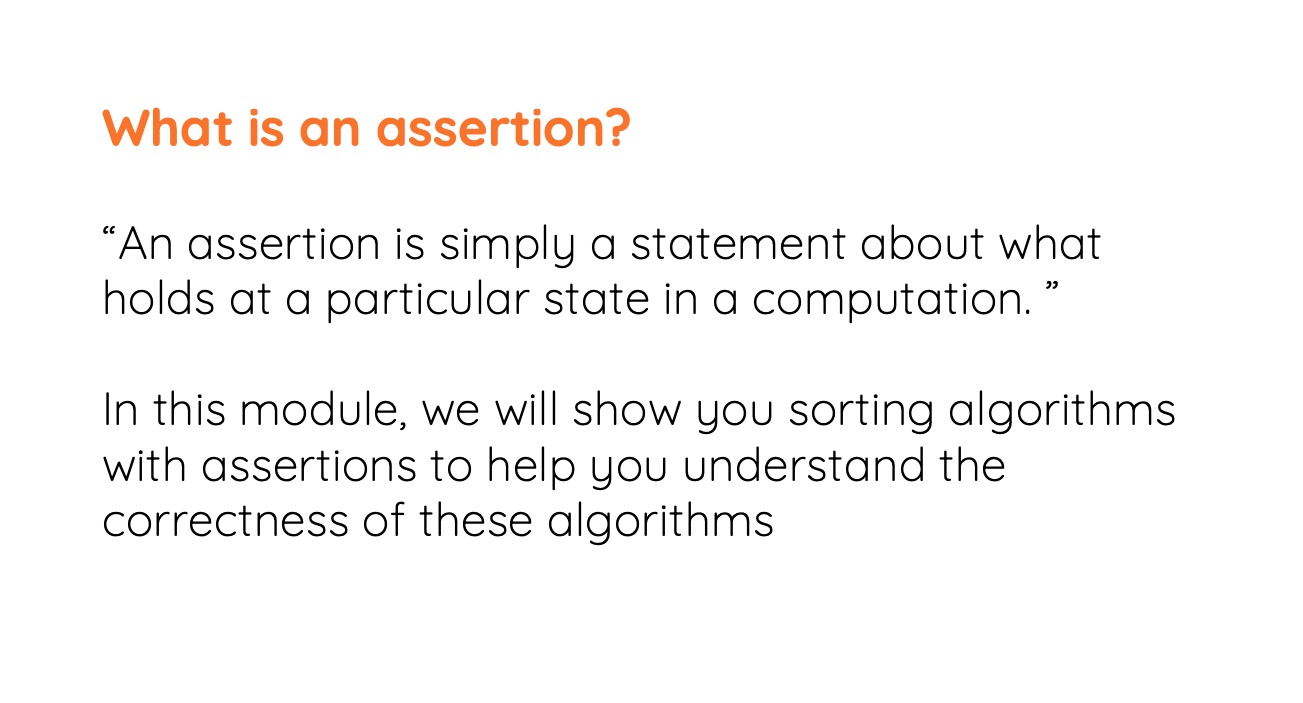 What is an assertion?
“An assertion is simply a statement about what
holds at a particular state in a computation. ”
In this module, we will show you sorting algorithms
with assertions to help you understand the
correctness of these algorithms